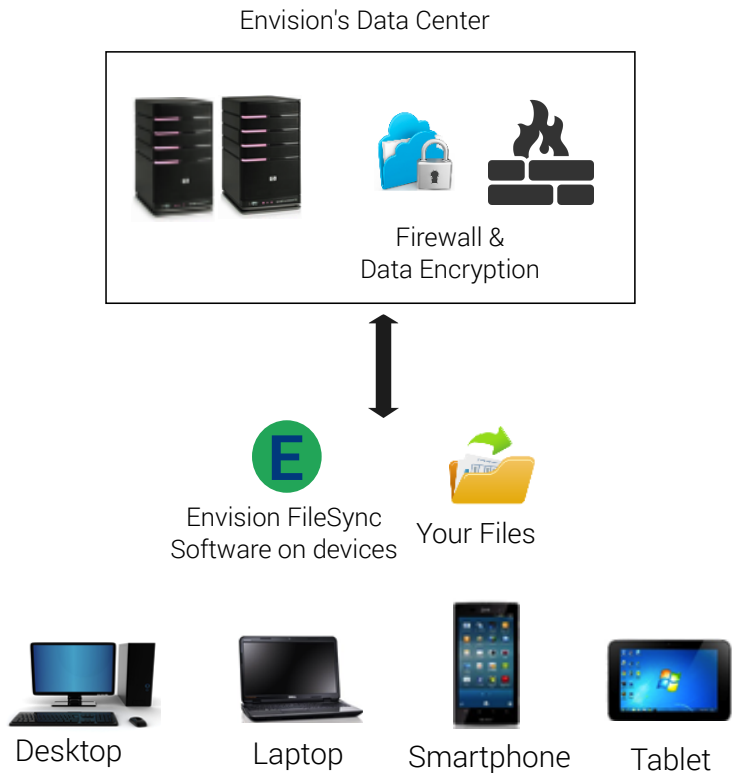 Envision's Data Center
Firewall &
Data Encryption
E
Envision FileSync
Software on devices
Your Files
Desktop
Laptop
Smartphone
Tablet